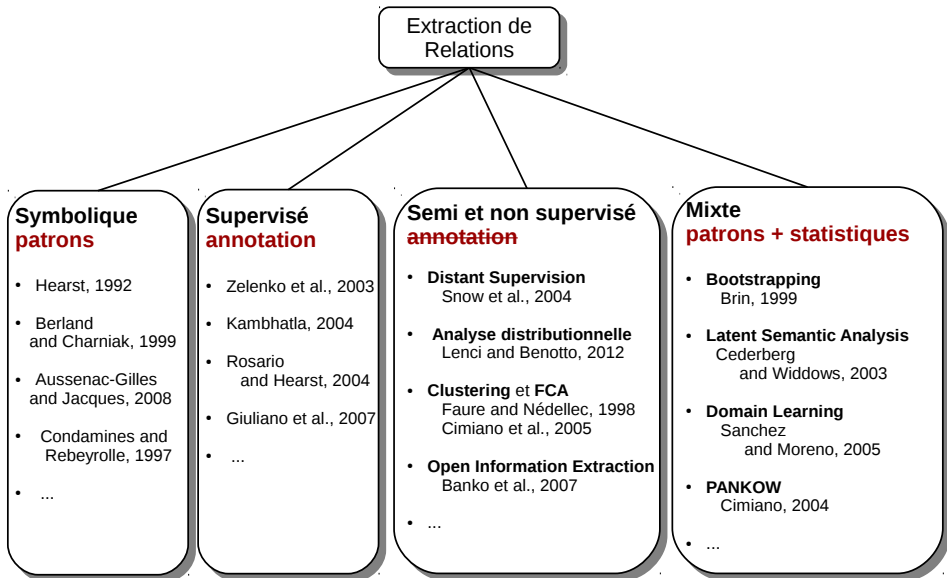 Extraction de
Relations
Symbolique
patrons
• Hearst, 1992
• Berland
and Charniak, 1999
• Aussenac-Gilles
and Jacques, 2008
• Condamines and
Rebeyrolle, 1997
• ...
Supervisé
annotation
• Zelenko et al., 2003
• Kambhatla, 2004
• Rosario
and Hearst, 2004
• Giuliano et al., 2007
• ...
Semi et non supervisé
annotation
• Distant Supervision
Snow et al., 2004
• Analyse distributionnelle
Lenci and Benotto, 2012
• Clustering et FCA
Faure and Nédellec, 1998
Cimiano et al., 2005
• Open Information Extraction
Banko et al., 2007
• ...
Mixte
patrons + statistiques
• Bootstrapping
Brin, 1999
• Latent Semantic Analysis
Cederberg
and Widdows, 2003
• Domain Learning
Sanchez
and Moreno, 2005
• PANKOW
Cimiano, 2004
• ...